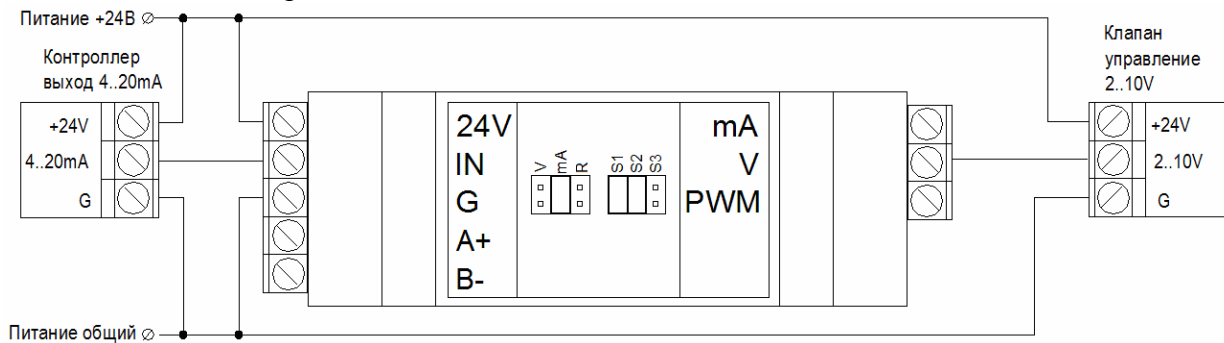 Питание +24В
Контроллер
выход 4..20mA
+24V
4..20mA
G
24V
IN
G
A+
B-
V
mA
R
S1
S2
S3
mA
V
PWM
Клапан
управление
2..10V
+24V
2..10V
G
Питание общий